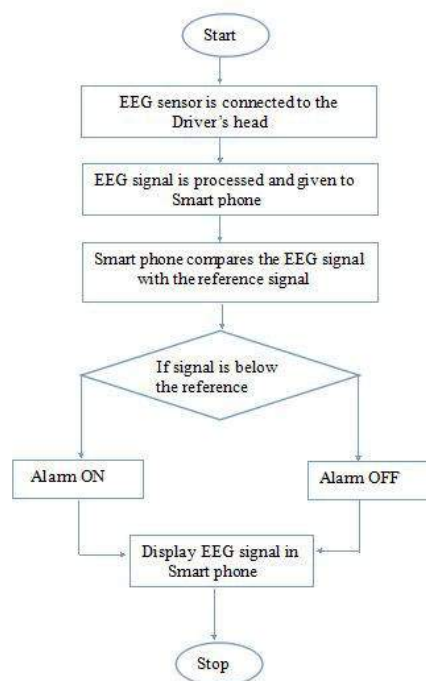 Start
EEG sensor is connected to the
Driver's head
EEG signal is processed and given to
Smart phone
Smart phone compares the EEG signal
with the reference signal
If signal is below
the reference
Alarm ON
Alarm OFF
Display EEG signal in
Smart phone
Stop